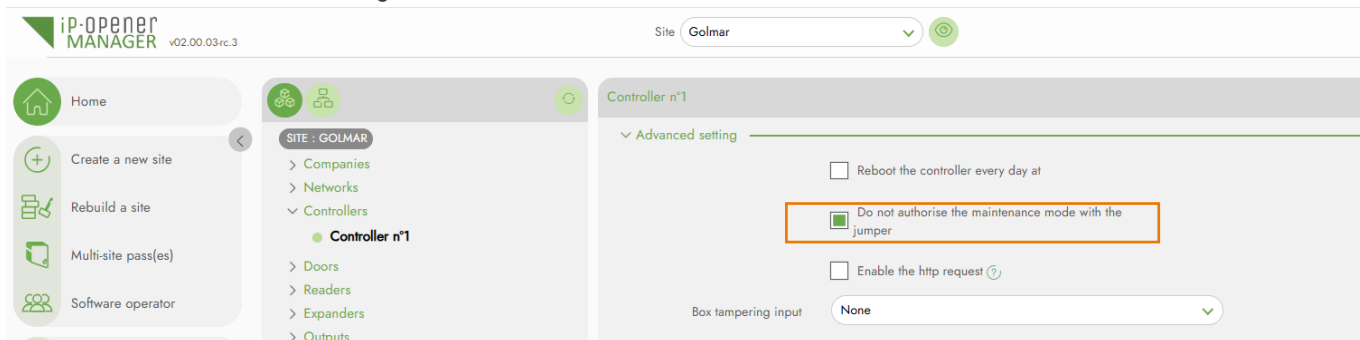 iP-OPENER
MANAGER v02.00.03-rc.3
Site Golmar
Home
Create a new site
Rebuild a site
Multi-site pass(es)
Software operator
SITE : GOLMAR
Companies
Networks
Controllers
Controller n°1
Doors
Readers
Expanders
Outputs
Controller n°1
Advanced setting
Reboot the controller every day at
Do not authorise the maintenance mode with the
jumper
Enable the http request ?
Box tampering input None